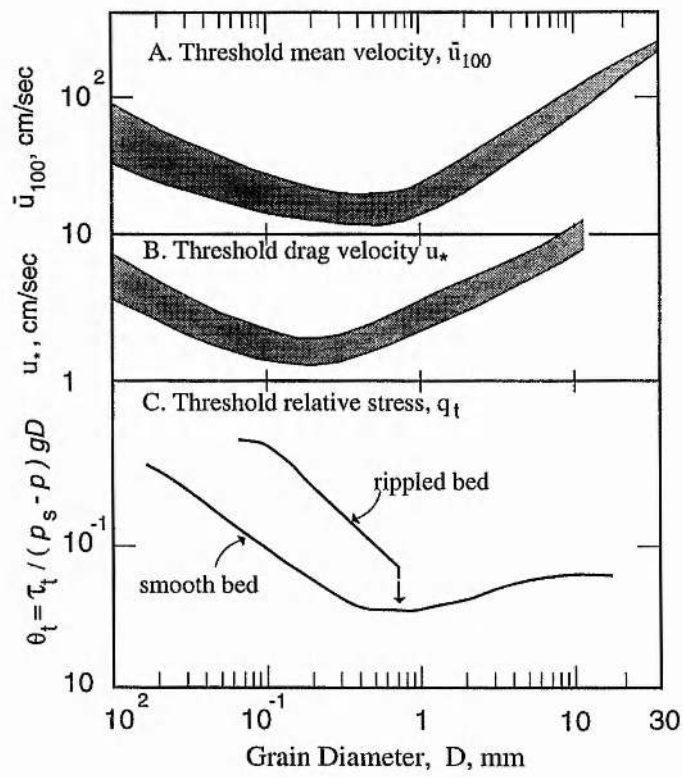 A. Threshold mean velocity, ū₁₀₀
10²
ū₁₀₀, cm/sec
10
B. Threshold drag velocity u*
u*, cm/sec
1
C. Threshold relative stress, qₜ
rippled bed
10⁻¹
smooth bed
θₜ = τₜ / (pₛ - p) gD
10
10² 10⁻¹ 1 10 30
Grain Diameter, D, mm